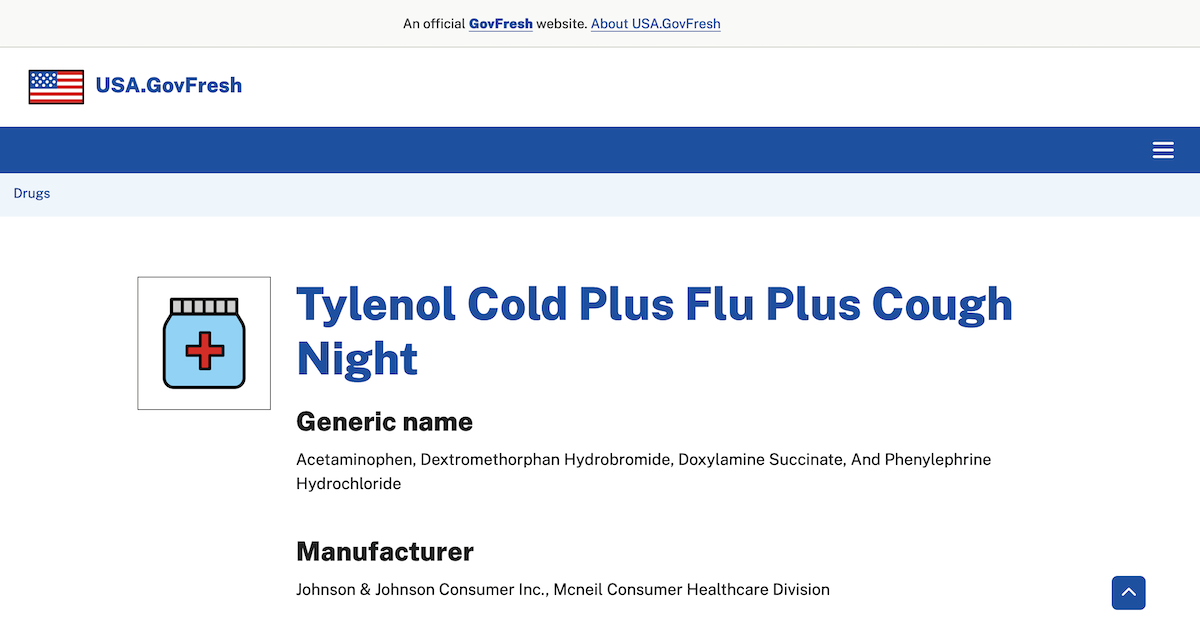 An official GovFresh website. About USA.GovFresh
USA.GovFresh
Drugs
Tylenol Cold Plus Flu Plus Cough
Night
Generic name
Acetaminophen, Dextromethorphan Hydrobromide, Doxylamine Succinate, And Phenylephrine
Hydrochloride
Manufacturer
Johnson & Johnson Consumer Inc., Mcneil Consumer Healthcare Division